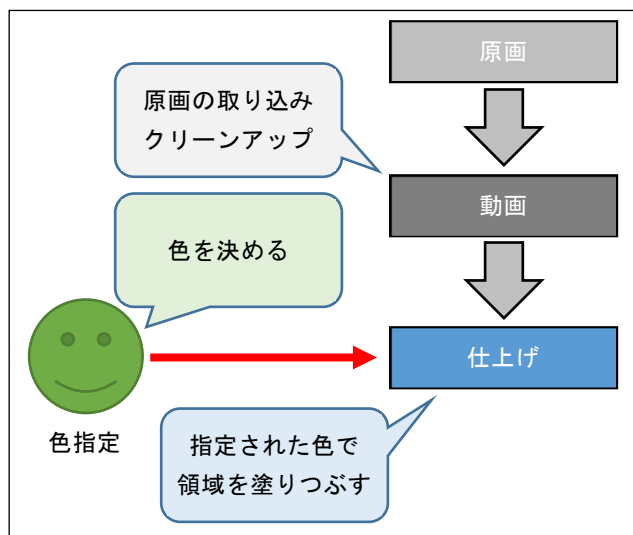 原画
原画の取り込み
クリーンアップ
動画
色を決める
仕上げ
色指定
指定された色で
領域を塗りつぶす